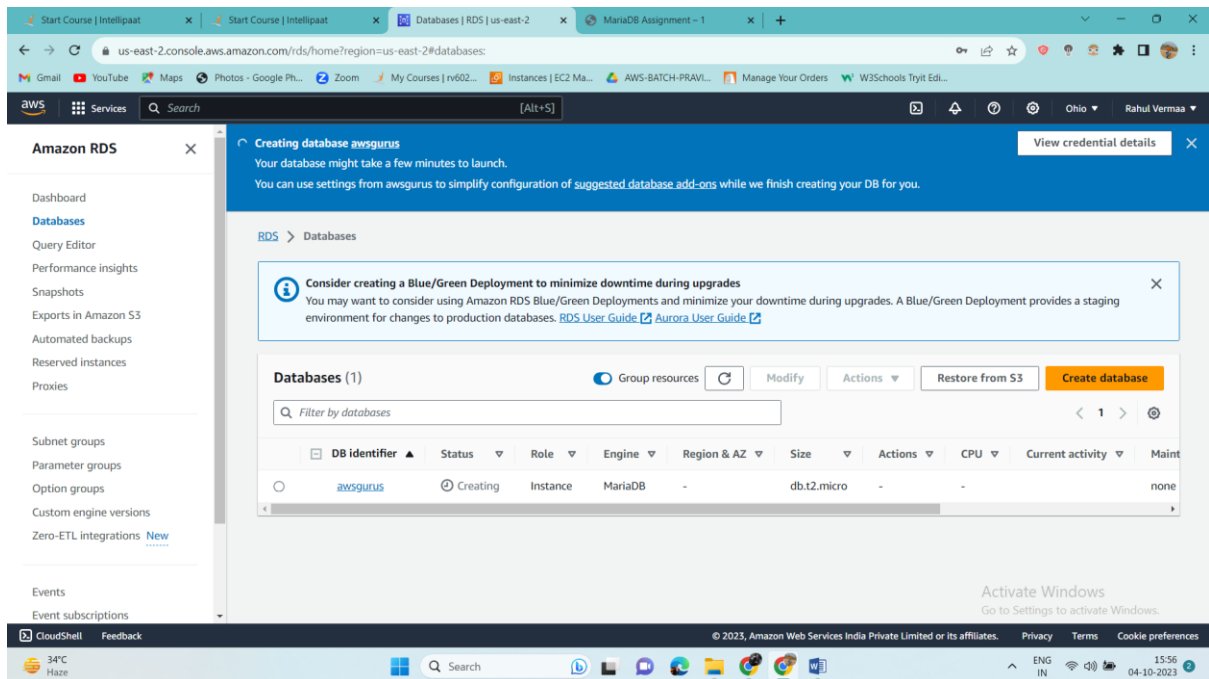 Start Course | Intellipaat
Start Course | Intellipaat
Databases | RDS | us-east-2
MariaDB Assignment – 1
us-east-2.console.aws.amazon.com/rds/home?region=us-east-2#databases:
Gmail YouTube Maps Photos - Google Ph... Zoom My Courses | rv602... Instances | EC2 Ma... AWS-BATCH-PRAVI... Manage Your Orders W3Schools Tryit Edi...
aws Services Search [Alt+S] Ohio ▼ Rahul Vermaa ▼
Amazon RDS
Dashboard
Databases
Query Editor
Performance insights
Snapshots
Exports in Amazon S3
Automated backups
Reserved instances
Proxies
Subnet groups
Parameter groups
Option groups
Custom engine versions
Zero-ETL integrations New
Events
Event subscriptions
Creating database awsgurus
View credential details
Your database might take a few minutes to launch.
You can use settings from awsgurus to simplify configuration of suggested database add-ons while we finish creating your DB for you.
RDS > Databases
Consider creating a Blue/Green Deployment to minimize downtime during upgrades
You may want to consider using Amazon RDS Blue/Green Deployments and minimize your downtime during upgrades. A Blue/Green Deployment provides a staging
environment for changes to production databases. RDS User Guide Aurora User Guide
Databases (1) Group resources Modify Actions ▼ Restore from S3 Create database
Filter by databases < 1 >
DB identifier ▲ Status Role Engine Region & AZ Size Actions CPU Current activity Maint
awsgurus Creating Instance MariaDB - db.t2.micro - - none
Activate Windows
Go to Settings to activate Windows.
CloudShell Feedback © 2023, Amazon Web Services India Private Limited or its affiliates. Privacy Terms Cookie preferences
34°C
Haze
Search
ENG
IN
15:56
04-10-2023
2